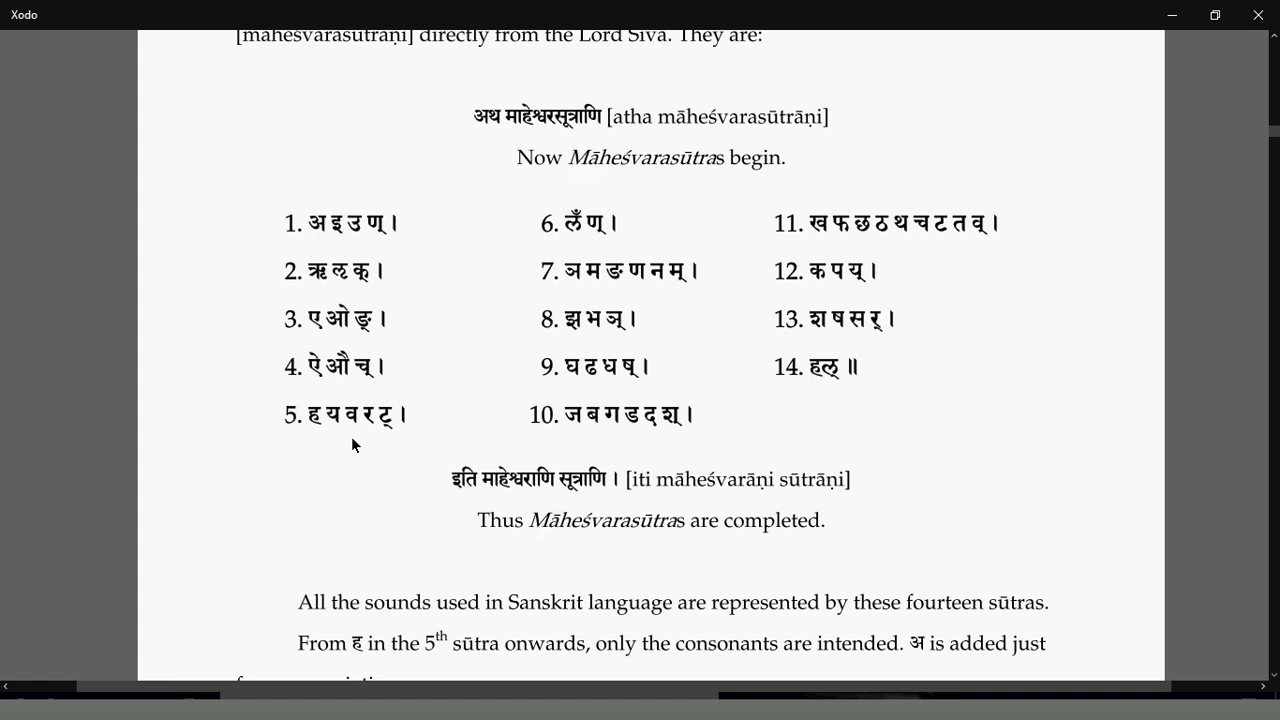 Xodo
[māheśvarasūtrāṇi] directly from the Lord Śiva. They are:
अथ माहेश्वरसूत्राणि [atha māheśvarasūtrāṇi]
Now Māheśvarasūtras begin.
1. अ इ उ ण् ।
2. ऋ ऌ क् ।
3. ए ओ ङ् ।
4. ऐ औ च् ।
5. ह य व र ट् ।
6. लँ ण् ।
7. ञ म ङ ण न म् ।
8. झ भ ञ् ।
9. घ ढ ध ष् ।
10. ज ब ग ड द श् ।
11. ख फ छ ठ थ च ट त व् ।
12. क प य् ।
13. श ष स र् ।
14. हल् ॥
इति माहेश्वराणि सूत्राणि । [iti māheśvarāṇi sūtrāṇi]
Thus Māheśvarasūtras are completed.
All the sounds used in Sanskrit language are represented by these fourteen sūtras.
From ह in the 5th sūtra onwards, only the consonants are intended. अ is added just